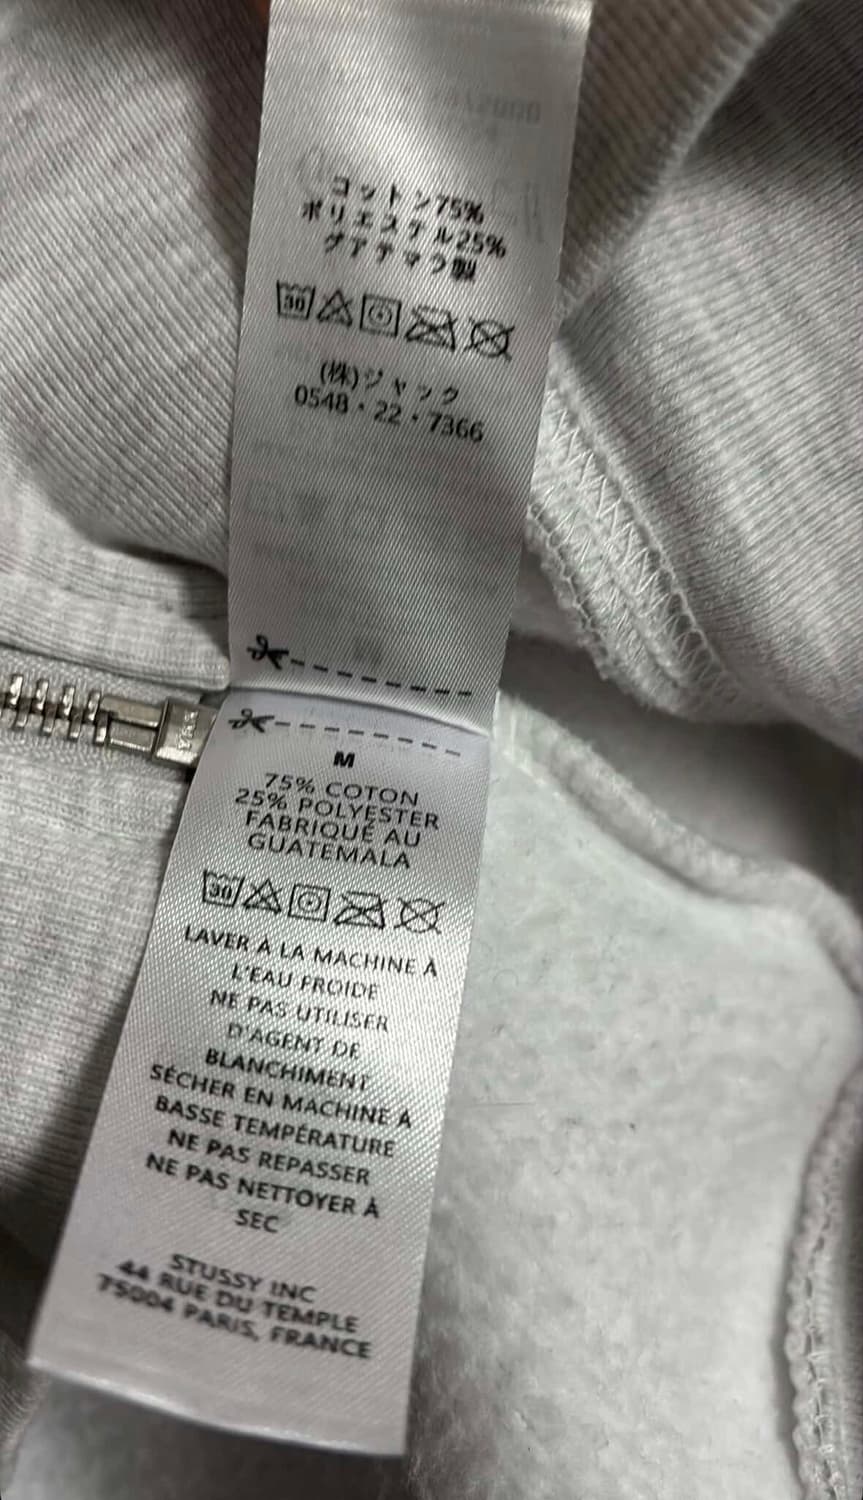 コットン75%
ポリエステル25%
グアテマラ製
30
(株)ジャック
0548・22・7366
M
75% COTON
25% POLYESTER
FABRIQUÉ AU
GUATEMALA
30
LAVER À LA MACHINE À
L'EAU FROIDE
NE PAS UTILISER
D'AGENT DE
BLANCHIMENT
SÉCHER EN MACHINE À
BASSE TEMPÉRATURE
NE PAS REPASSER
NE PAS NETTOYER À
SEC
STUSSY INC
44 RUE DU TEMPLE
75004 PARIS, FRANCE
YKK